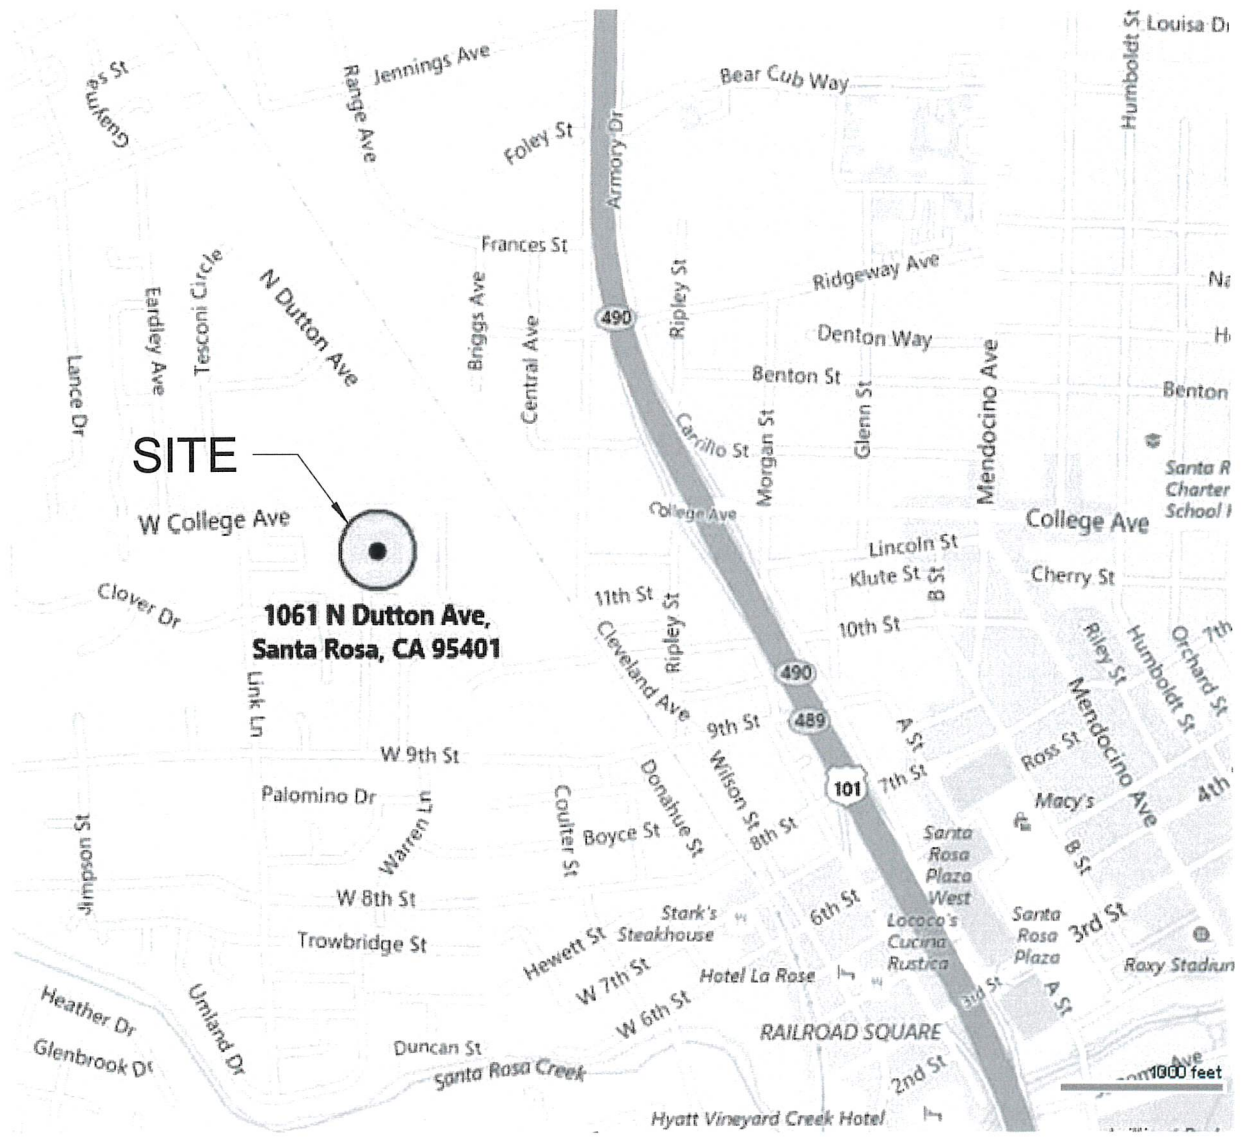 Louisa
Humboldt St
Jennings Ave
Guaymas St
Range Ave
Bear Cub Way
Foley St
Armory Dr
Frances St
Tesconi Circle
N Dutton Ave
Eardley Ave
Lance Dr
Briggs Ave
Central Ave
490
Ripley St
Ridgeway Ave
Denton Way
Benton St
Glenn St
Mendocino Ave
Benton
Carrillo St
Morgan St
SITE
Santa R
Charter
School
W College Ave
College Ave
College Ave
Lincoln St
Klute St
B St
Cherry St
Clover Dr
11th St
Ripley St
10th St
1061 N Dutton Ave,
Santa Rosa, CA 95401
Cleveland Ave
Riley St
Humboldt St
Orchard St
7th
Link Ln
490
489
9th St
A St
Mendocino Ave
Ross St
W 9th St
101
7th St
Palomino Dr
Warren Ln
Coulter St
Boyce St
Donahue St
Wilson St
8th St
Macy's
4th
Simpson St
Santa
Rosa
Plaza
West
B St
W 8th St
Stark's
Steakhouse
6th St
Lococo's
Cucina
Rustica
Santa
Rosa
Plaza
3rd St
Trowbridge St
Hewett St
W 7th St
Hotel La Rose
Roxy Stadium
Heather Dr
Umland Dr
W 6th St
3rd St
A St
RAILROAD SQUARE
Glenbrook Dr
Duncan St
Santa Rosa Creek
2nd St
Ave
1000 feet
Hyatt Vineyard Creek Hotel